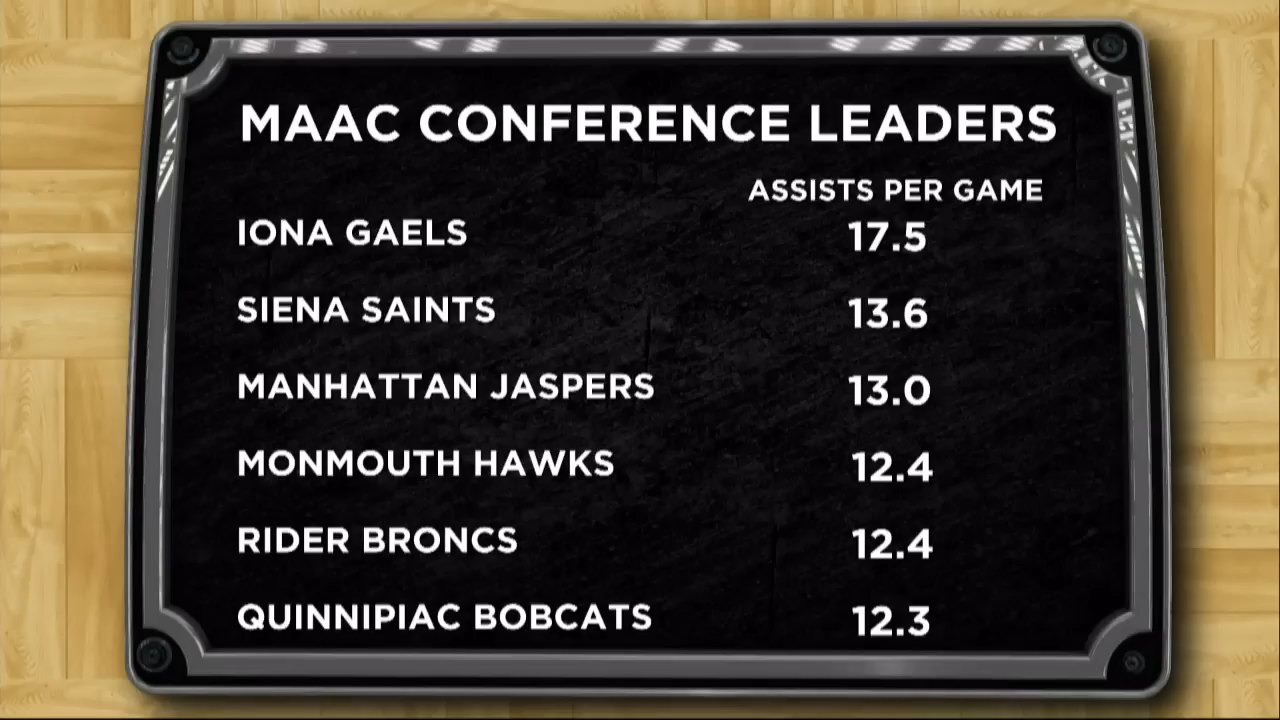 MAAC CONFERENCE LEADERS
ASSISTS PER GAME
IONA GAELS 17.5
SIENA SAINTS 13.6
MANHATTAN JASPERS 13.0
MONMOUTH HAWKS 12.4
RIDER BRONCS 12.4
QUINNIPIAC BOBCATS 12.3